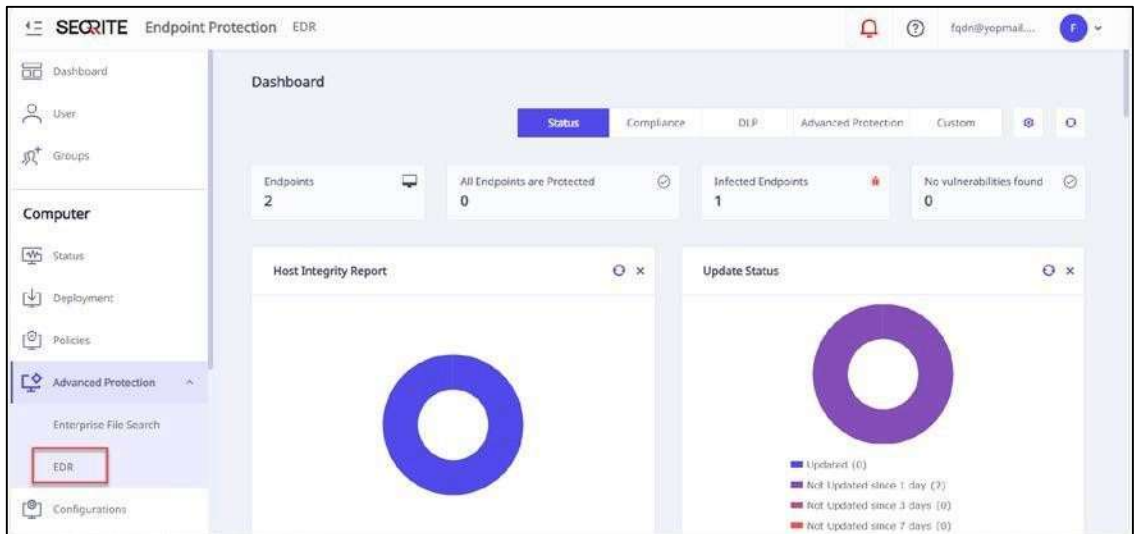 SEQRITE Endpoint Protection EDR
fqdn@yopmail....
F
Dashboard
User
Groups
Computer
Status
Deployment
Policies
Advanced Protection
Enterprise File Search
EDR
Configurations
Dashboard
Status Compliance DLP Advanced Protection Custom
Endpoints
2
All Endpoints are Protected
0
Infected Endpoints
1
No vulnerabilities found
0
Host Integrity Report
Update Status
Updated (0)
Not Updated since 1 day (2)
Not Updated since 3 days (0)
Not Updated since 7 days (0)